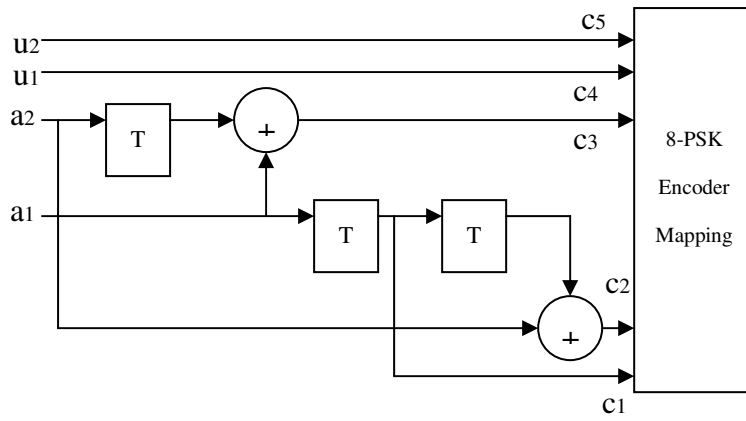 c5
u2
u1
c4
a2
T
+
c3
8-PSK
Encoder
Mapping
a1
T
T
c2
+
c1